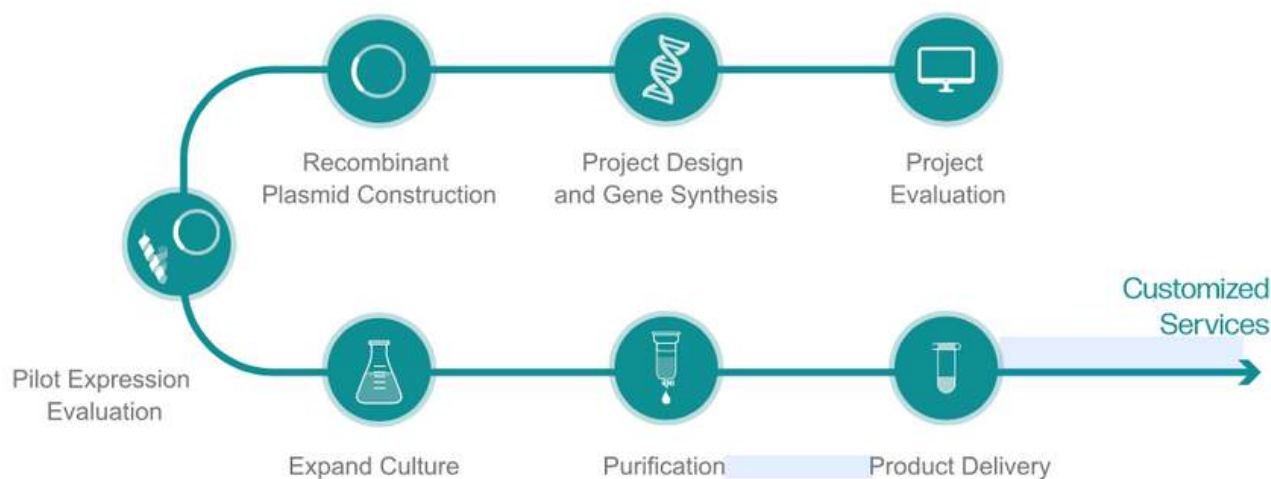 Recombinant
Plasmid Construction
Project Design
and Gene Synthesis
Project
Evaluation
Customized
Services
Pilot Expression
Evaluation
Expand Culture
Purification
Product Delivery